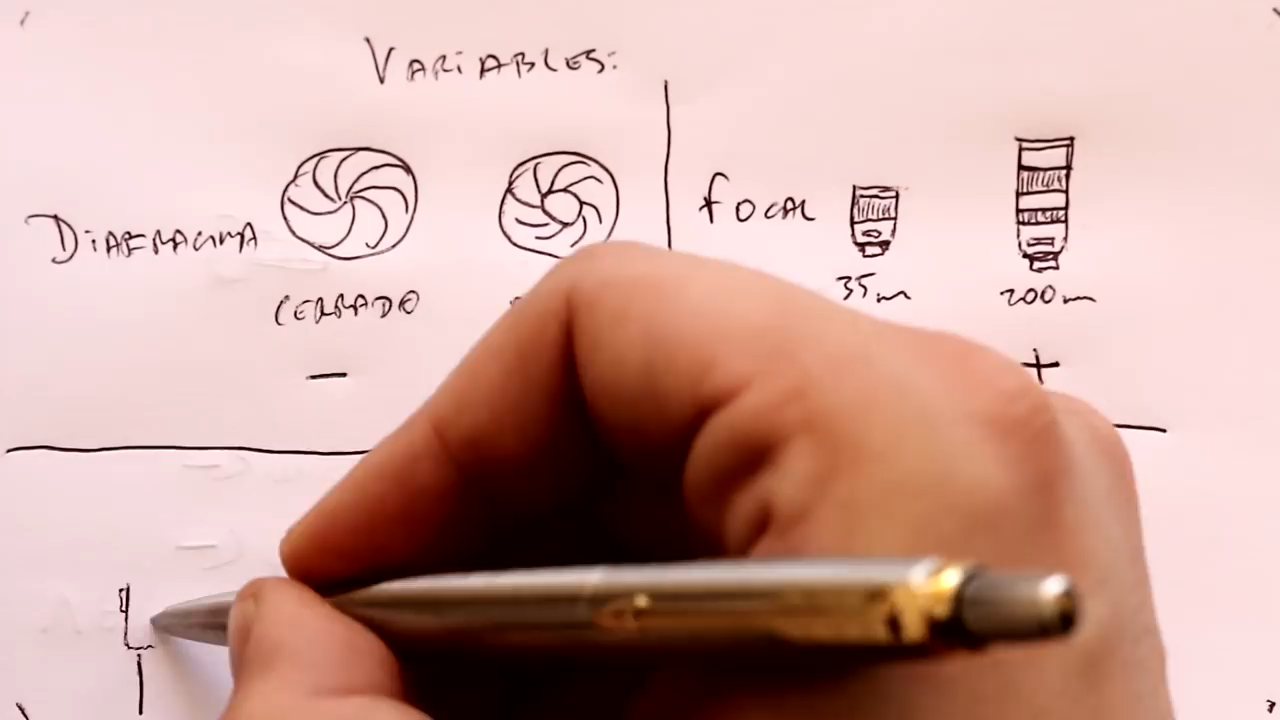 VARIABLES:
DIAFRAGMA
CERRADO
-
FOCAL
35m
200m
+